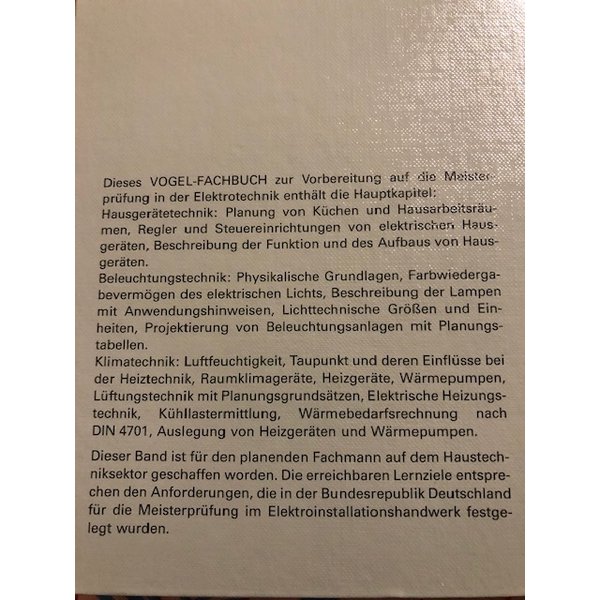 Dieses VOGEL-FACHBUCH zur Vorbereitung auf die Meister-
prüfung in der Elektrotechnik enthält die Hauptkapitel:
Hausgerätetechnik: Planung von Küchen und Hausarbeitsräu-
men, Regler und Steuereinrichtungen von elektrischen Haus-
geräten, Beschreibung der Funktion und des Aufbaus von Haus-
geräten.
Beleuchtungstechnik: Physikalische Grundlagen, Farbwiederga-
bevermögen des elektrischen Lichts, Beschreibung der Lampen
mit Anwendungshinweisen, Lichttechnische Größen und Ein-
heiten, Projektierung von Beleuchtungsanlagen mit Planungs-
tabellen.
Klimatechnik: Luftfeuchtigkeit, Taupunkt und deren Einflüsse bei
der Heiztechnik, Raumklimageräte, Heizgeräte, Wärmepumpen,
Lüftungstechnik mit Planungsgrundsätzen, Elektrische Heizungs-
technik, Kühllastermittlung, Wärmebedarfsrechnung nach
DIN 4701, Auslegung von Heizgeräten und Wärmepumpen.
Dieser Band ist für den planenden Fachmann auf dem Haustech-
niksektor geschaffen worden. Die erreichbaren Lernziele entspre-
chen den Anforderungen, die in der Bundesrepublik Deutschland
für die Meisterprüfung im Elektroinstallationshandwerk festge-
legt wurden.